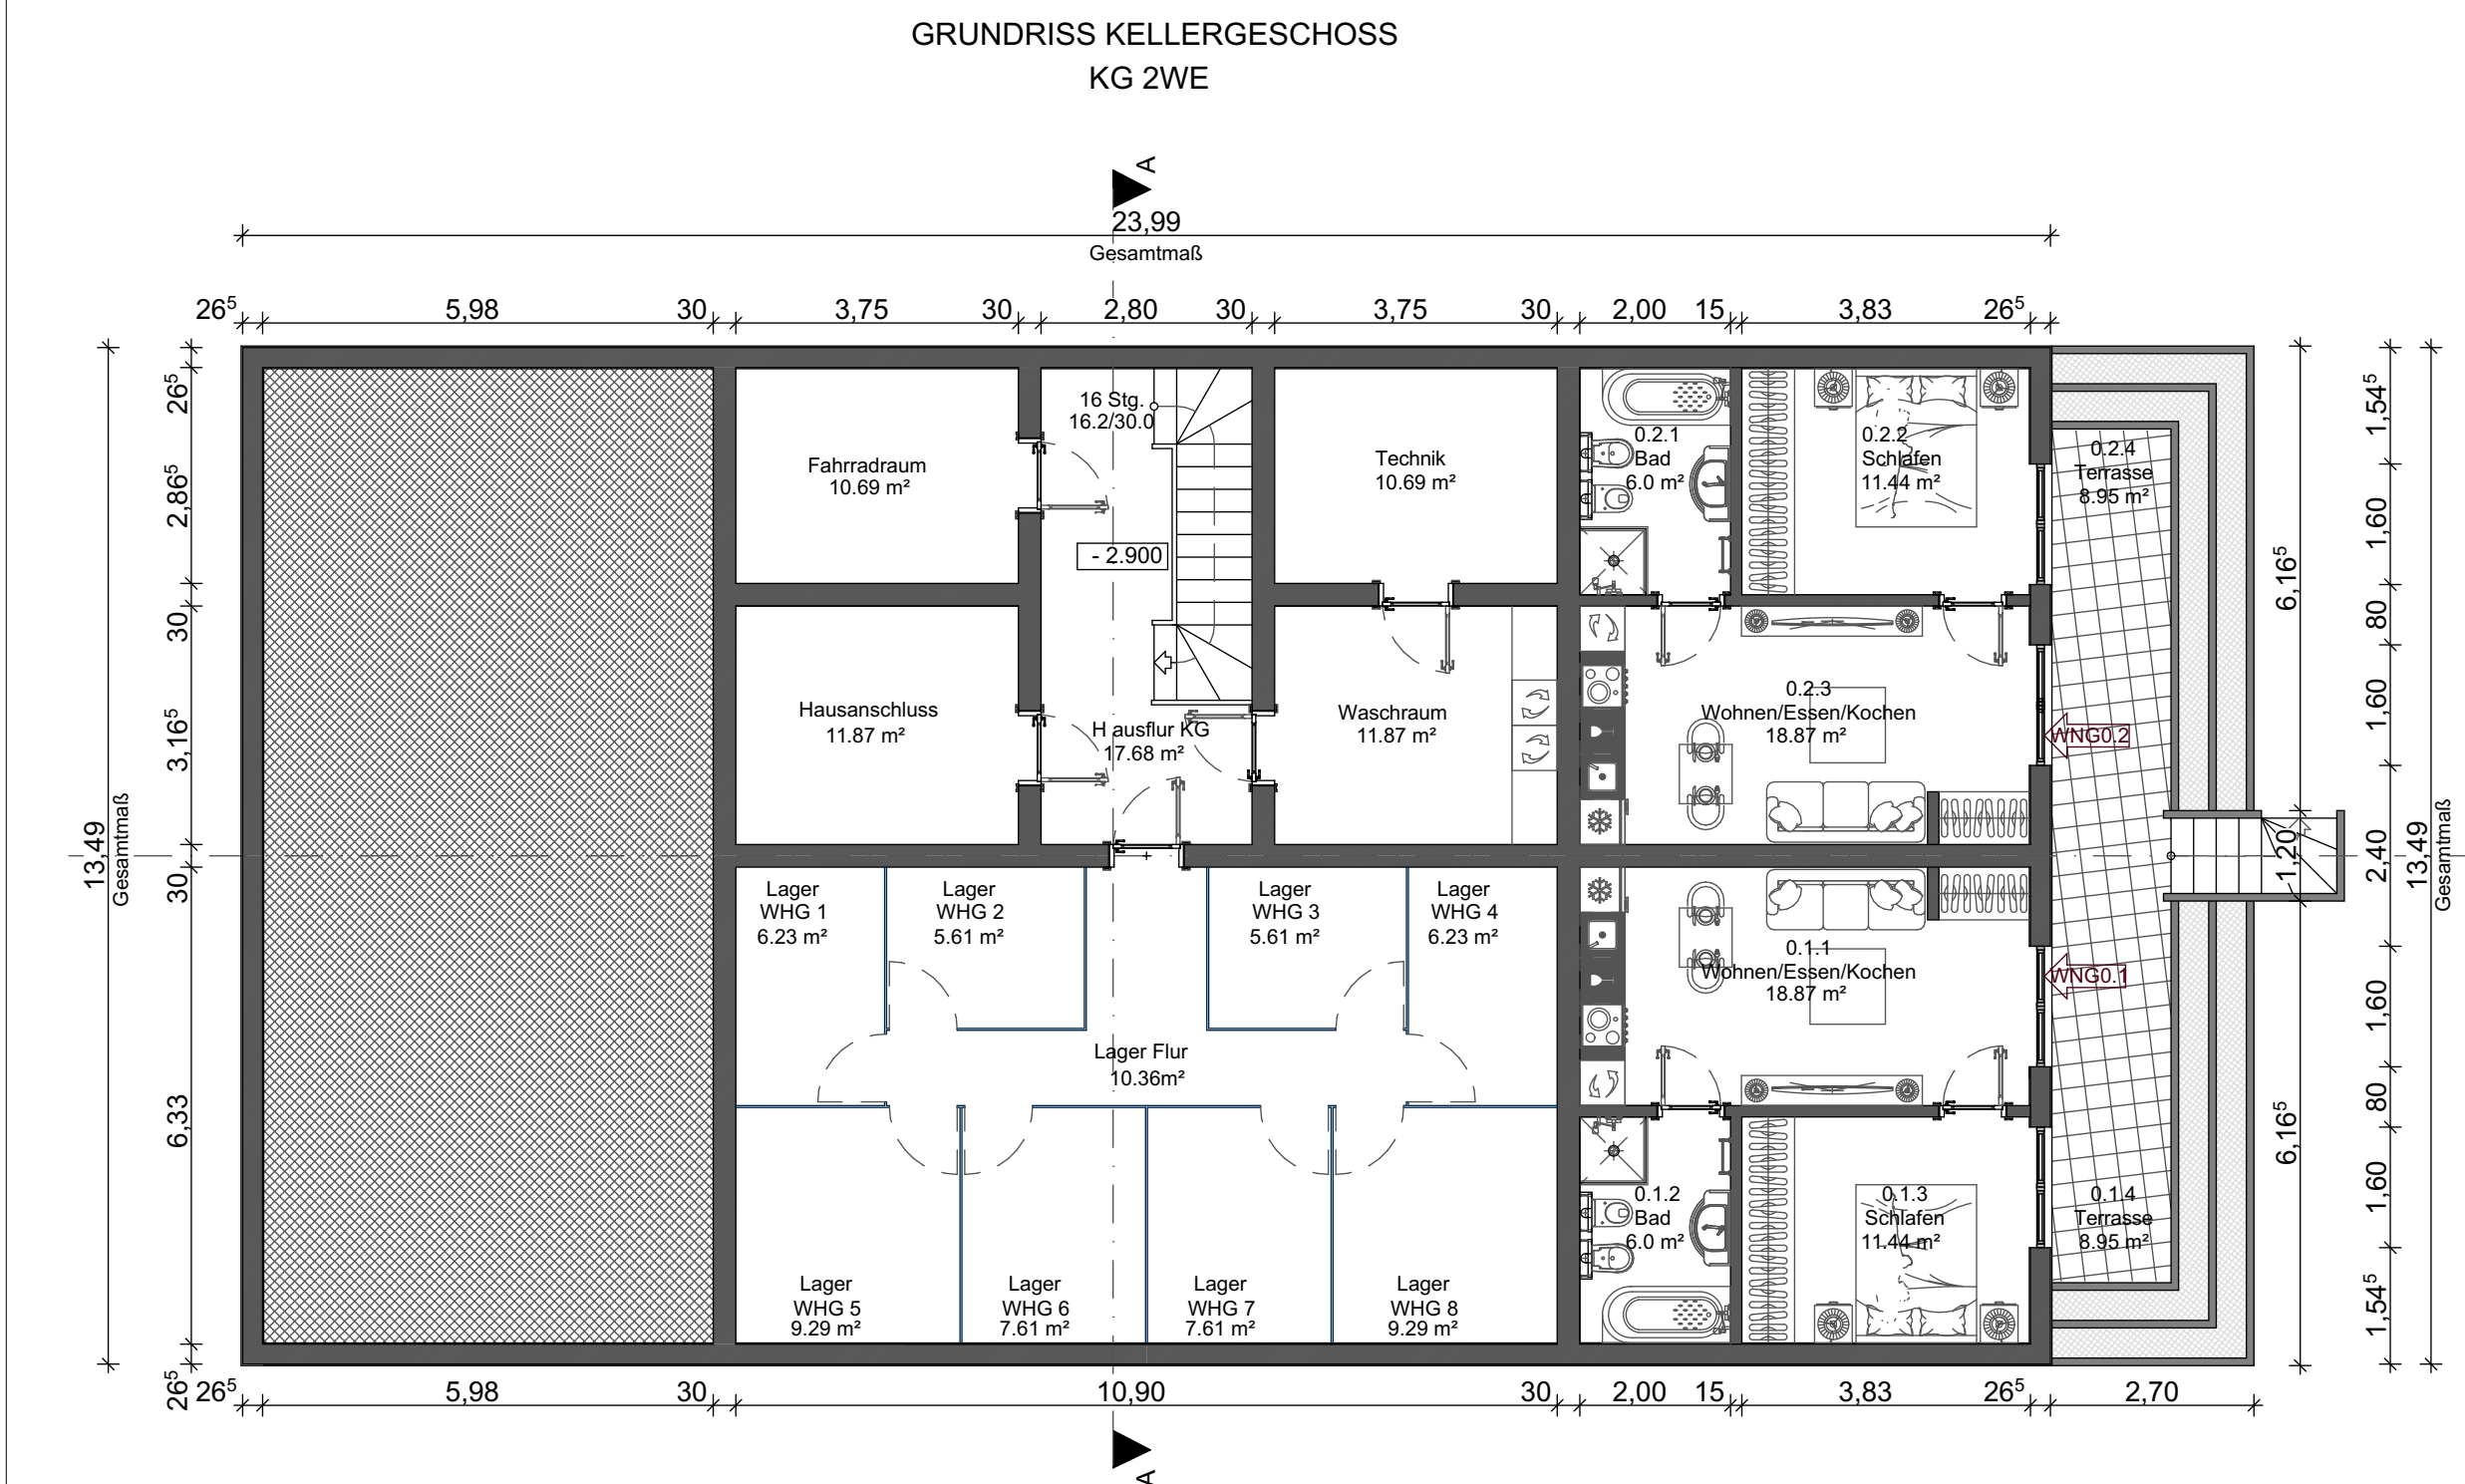 GRUNDRISS KELLERGESCHOSS
KG 2WE
A
23,99
Gesamtmaß
26⁵ 5,98 30 3,75 30 2,80 30 3,75 30 2,00 15 3,83 26⁵
13,49
Gesamtmaß
26⁵
2,86⁵
30
3,16⁵
30
6,33
26⁵
16 Stg.
16.2/30.0
Fahrradraum
10.69 m²
Technik
10.69 m²
0.2.1
Bad
6.0 m²
0.2.2
Schlafen
11.44 m²
0.2.4
Terrasse
8.95 m²
- 2.900
Hausanschluss
11.87 m²
H ausflur KG
17.68 m²
Waschraum
11.87 m²
0.2.3
Wohnen/Essen/Kochen
18.87 m²
WNG0.2
Lager
WHG 1
6.23 m²
Lager
WHG 2
5.61 m²
Lager
WHG 3
5.61 m²
Lager
WHG 4
6.23 m²
0.1.1
Wohnen/Essen/Kochen
18.87 m²
WNG0.1
Lager Flur
10.36m²
Lager
WHG 5
9.29 m²
Lager
WHG 6
7.61 m²
Lager
WHG 7
7.61 m²
Lager
WHG 8
9.29 m²
0.1.2
Bad
6.0 m²
0.1.3
Schlafen
11.44 m²
0.1.4
Terrasse
8.95 m²
6,16⁵
1,20
6,16⁵
1,54⁵
1,60
80
1,60
2,40
1,60
80
1,60
1,54⁵
13,49
Gesamtmaß
26⁵ 5,98 30 10,90 30 2,00 15 3,83 26⁵ 2,70
A